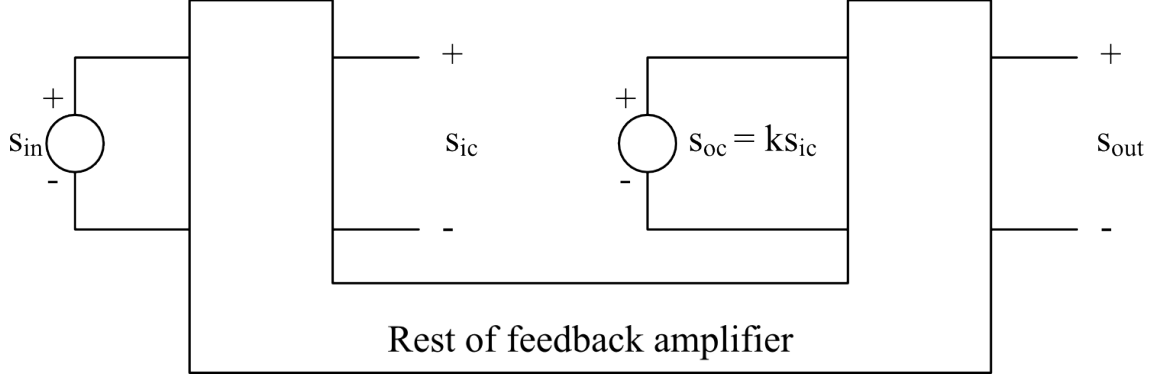 + + +
+
s_in s_ic s_oc = ks_ic s_out
- -
- -
Rest of feedback amplifier